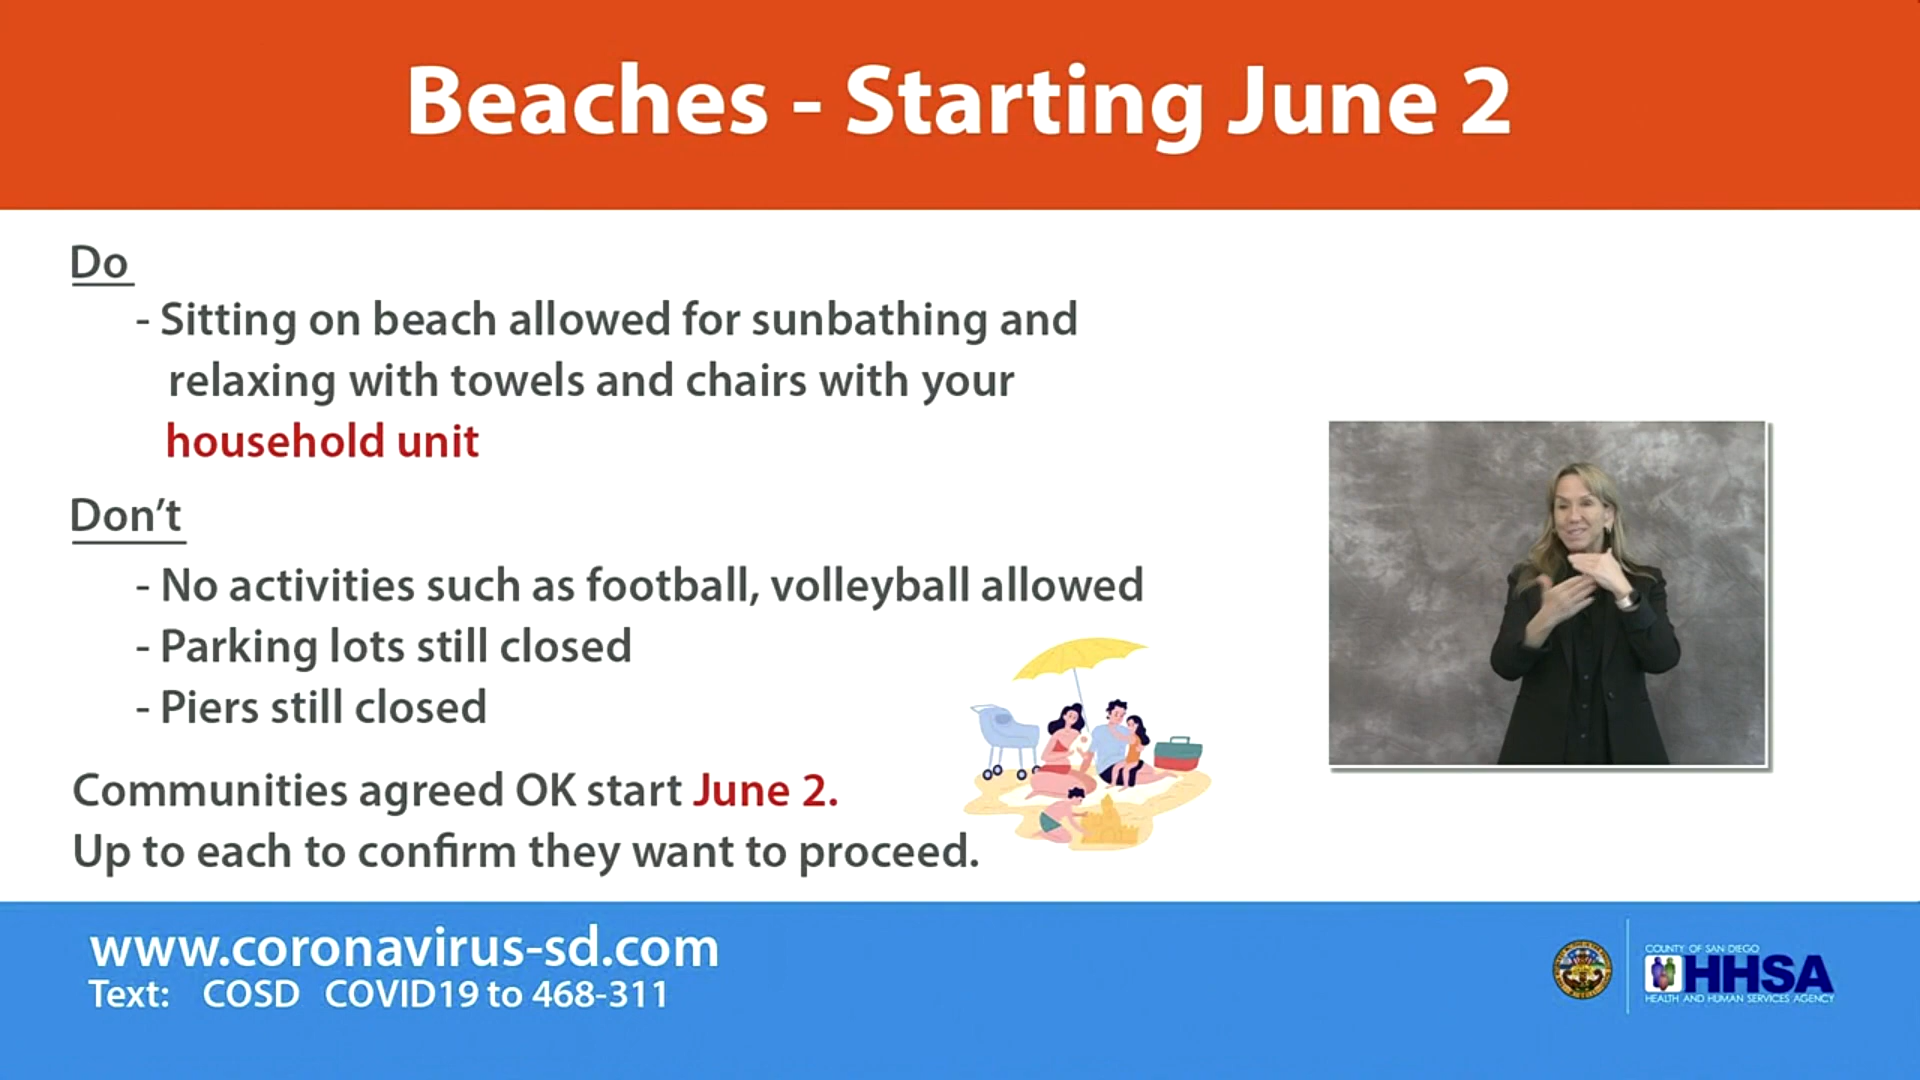 Beaches - Starting June 2
Do
- Sitting on beach allowed for sunbathing and
relaxing with towels and chairs with your
household unit
Don't
- No activities such as football, volleyball allowed
- Parking lots still closed
- Piers still closed
Communities agreed OK start June 2.
Up to each to confirm they want to proceed.
www.coronavirus-sd.com
Text: COSD COVID19 to 468-311
COUNTY OF SAN DIEGO
HHSA
HEALTH AND HUMAN SERVICES AGENCY